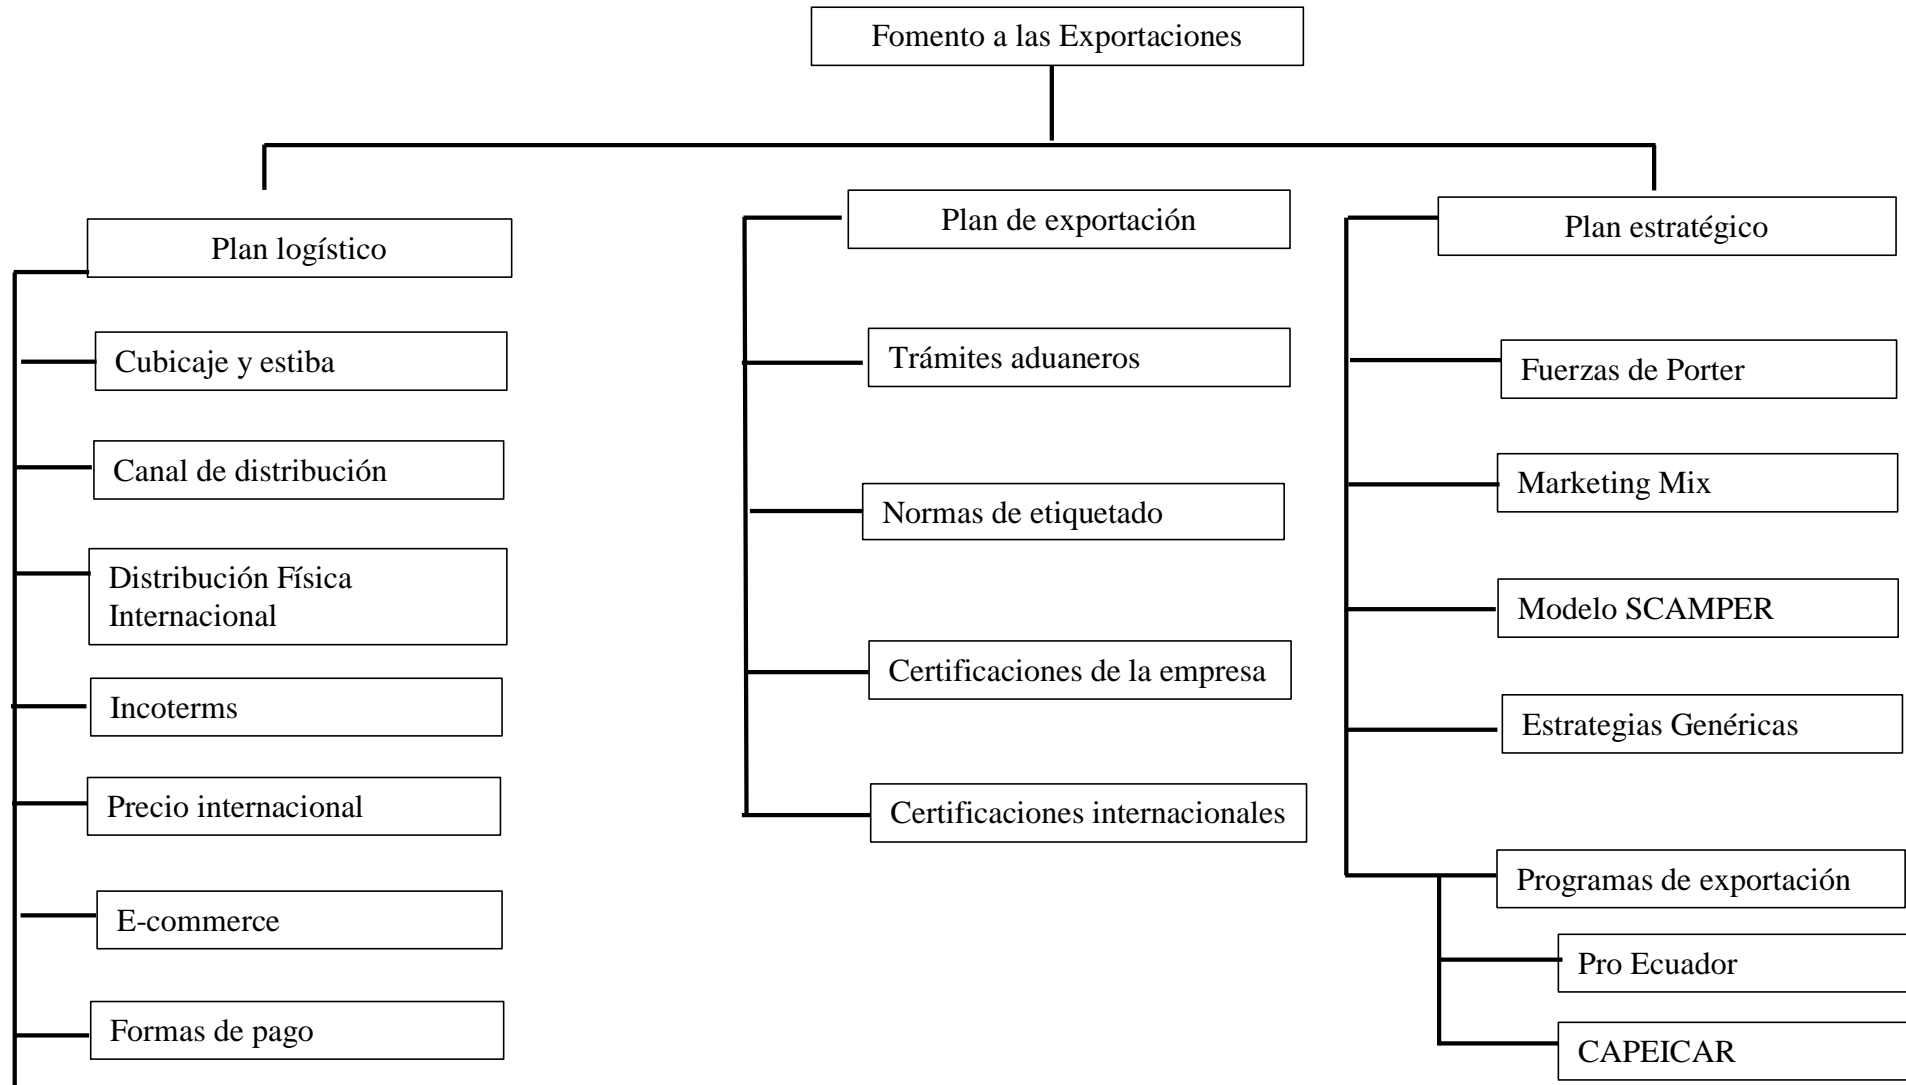 Fomento a las Exportaciones
Plan logístico
Cubicaje y estiba
Canal de distribución
Distribución Física
Internacional
Incoterms
Precio internacional
E-commerce
Formas de pago
Plan de exportación
Trámites aduaneros
Normas de etiquetado
Certificaciones de la empresa
Certificaciones internacionales
Plan estratégico
Fuerzas de Porter
Marketing Mix
Modelo SCAMPER
Estrategias Genéricas
Programas de exportación
Pro Ecuador
CAPEICAR